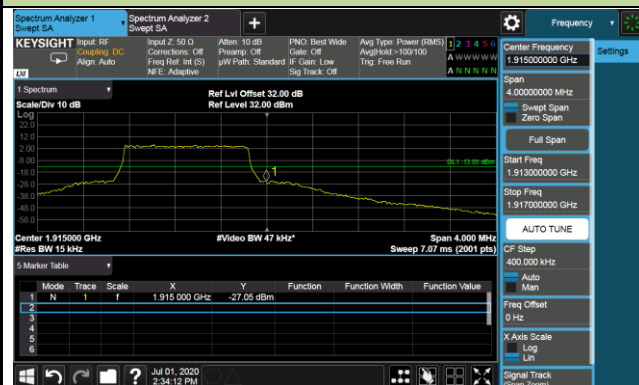 Spectrum Analyzer 1
Swept SA
Spectrum Analyzer 2
Swept SA
+
Frequency
KEYSIGHT
Input: RF
Coupling: DC
Align: Auto
Input Z: 50 Ω
Corrections: Off
Freq Ref: Int (S)
NFE: Adaptive
Atten: 10 dB
Preamp: Off
µW Path: Standard
PNO: Best Wide
Gate: Off
IF Gain: Low
Sig Track: Off
Avg Type: Power (RMS)
Avg|Hold:>100/100
Trig: Free Run
1 2 3 4 5 6
A W W W W W
A N N N N N
LXI
1 Spectrum
Scale/Div 10 dB
Ref Lvl Offset 32.00 dB
Ref Level 32.00 dBm
Log
22.0
12.0
2.00
-8.00
-18.0
-28.0
-38.0
-48.0
-58.0
DL1 -13.00 dBm
1
Center 1.915000 GHz
#Res BW 15 kHz
#Video BW 47 kHz*
Span 4.000 MHz
Sweep 7.07 ms (2001 pts)
5 Marker Table
Mode Trace Scale X Y Function Function Width Function Value
1 N 1 f 1.915 000 GHz -27.05 dBm
2
3
4
5
6
Jul 01, 2020
2:34:12 PM
Center Frequency
1.915000000 GHz
Settings
Span
4.00000000 MHz
Swept Span
Zero Span
Full Span
Start Freq
1.913000000 GHz
Stop Freq
1.917000000 GHz
AUTO TUNE
CF Step
400.000 kHz
Auto
Man
Freq Offset
0 Hz
X Axis Scale
Log
Lin
Signal Track
(Span Zoom)